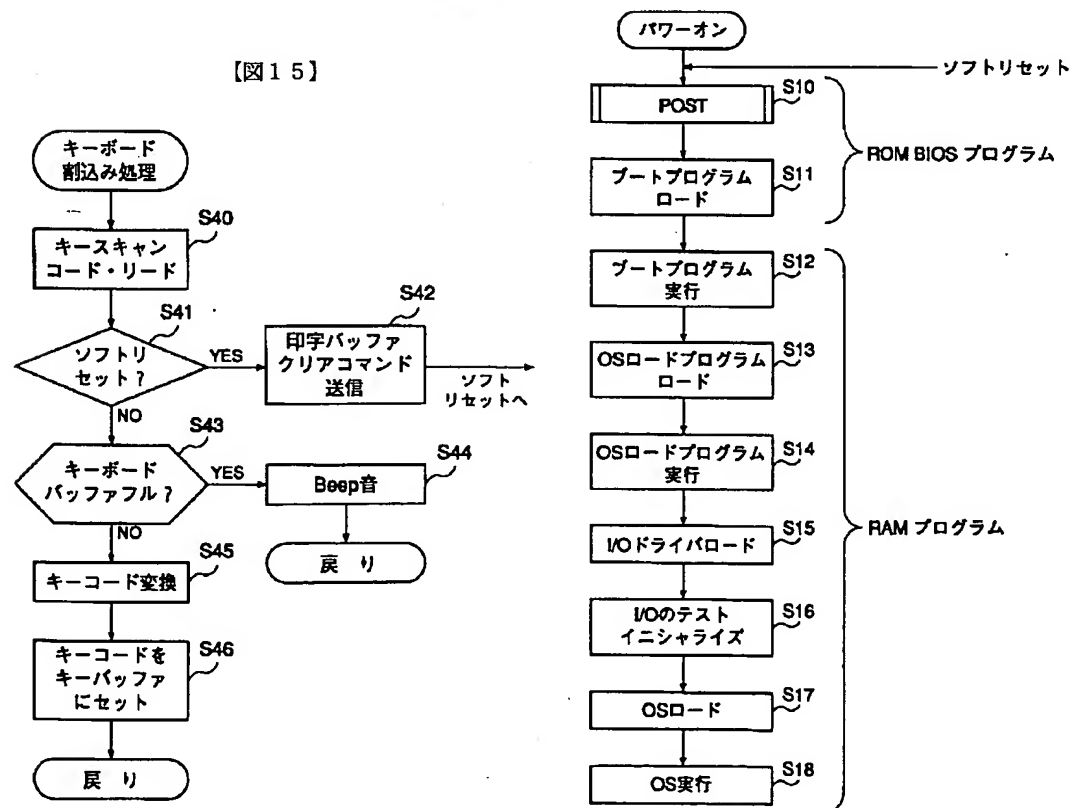 【図１５】
キーボード
割込み処理
S40
キースキャン
コード・リード
S41
ソフトリ
セット？
YES
NO
S42
印字バッファ
クリアコマンド
送信
ソフト
リセットへ
S43
キーボード
バッファフル？
YES
NO
S44
Beep音
戻　り
S45
キーコード変換
S46
キーコードを
キーバッファ
にセット
戻　り
パワーオン
ソフトリセット
S10
POST
S11
ブートプログラム
ロード
ROM BIOS プログラム
S12
ブートプログラム
実行
S13
OSロードプログラム
ロード
S14
OSロードプログラム
実行
S15
I/Oドライバロード
S16
I/Oのテスト
イニシャライズ
S17
OSロード
S18
OS実行
RAM プログラム